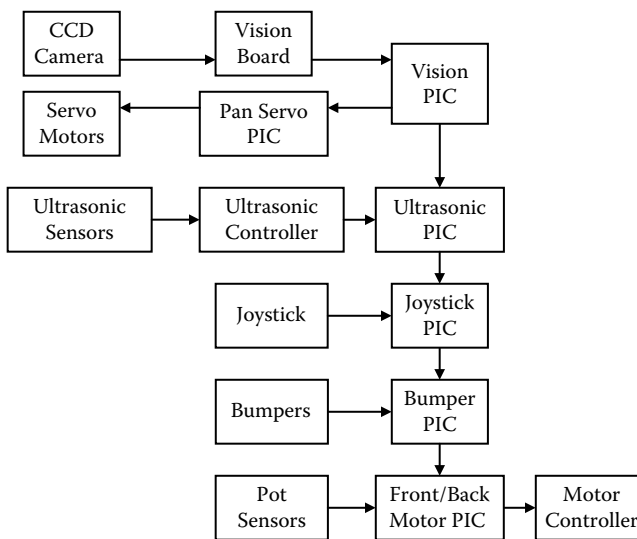 CCD
Camera
Vision
Board
Vision
PIC
Servo
Motors
Pan Servo
PIC
Ultrasonic
Sensors
Ultrasonic
Controller
Ultrasonic
PIC
Joystick
Joystick
PIC
Bumpers
Bumper
PIC
Pot
Sensors
Front/Back
Motor PIC
Motor
Controller